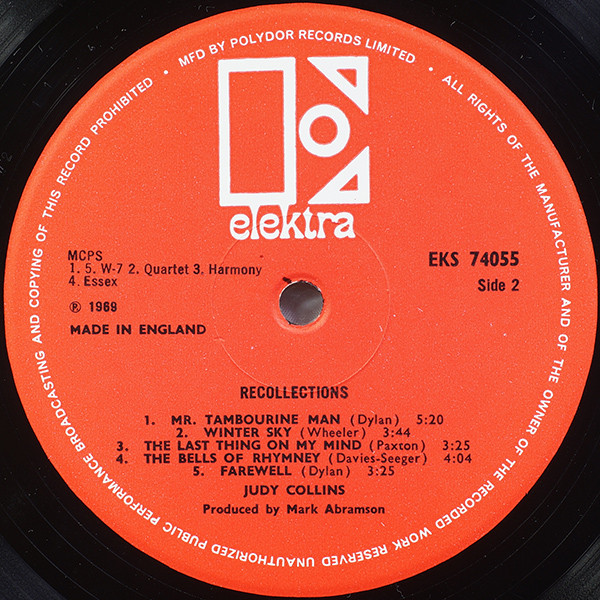 MFD BY POLYDOR RECORDS LIMITED • ALL RIGHTS OF THE MANUFACTURER AND OF THE OWNER OF THE RECORDED WORK RESERVED UNAUTHORIZED PUBLIC PERFORMANCE BROADCASTING AND COPYING OF THIS RECORD PROHIBITED •
elektra
MCPS
1. 5. W-7 2. Quartet 3. Harmony
4. Essex
℗ 1969
MADE IN ENGLAND
EKS 74055
Side 2
RECOLLECTIONS
1. MR. TAMBOURINE MAN (Dylan) 5:20
2. WINTER SKY (Wheeler) 3:44
3. THE LAST THING ON MY MIND (Paxton) 3:25
4. THE BELLS OF RHYMNEY (Davies-Seeger) 4:04
5. FAREWELL (Dylan) 3:25
JUDY COLLINS
Produced by Mark Abramson